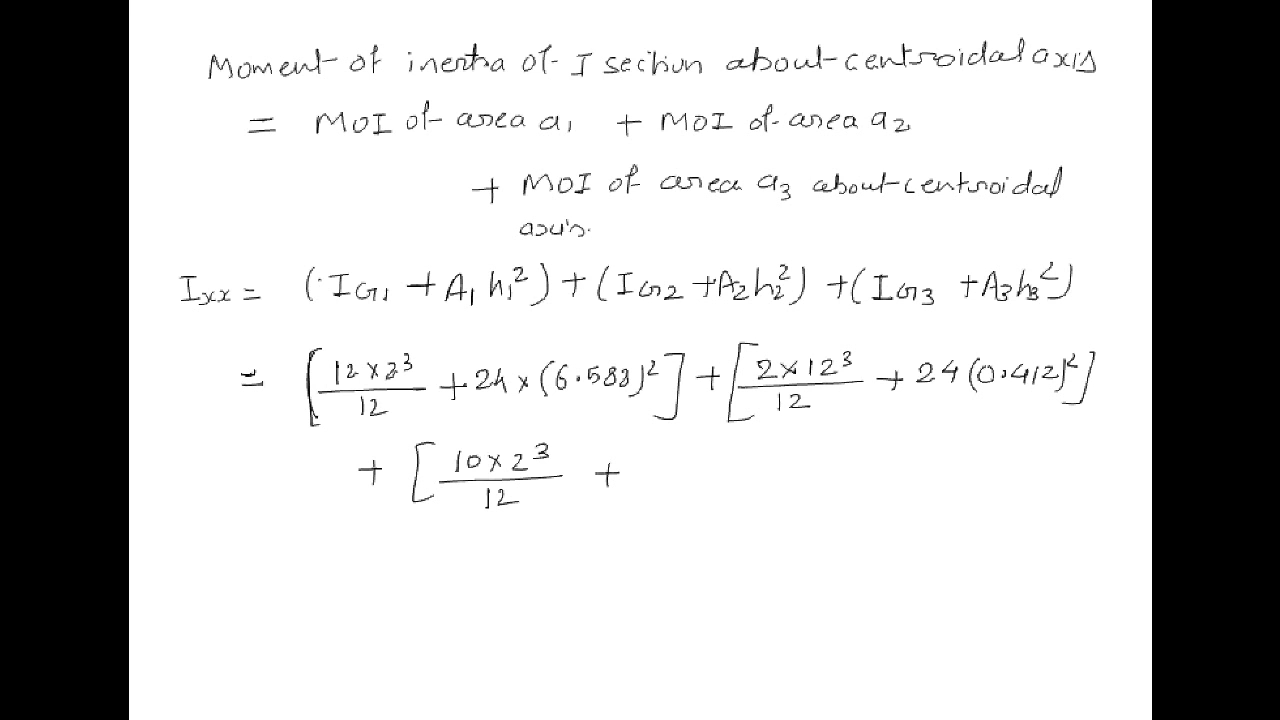 Moment of inertia of I section about centroidal axis
= MOI of area a₁ + MOI of area a₂
+ MOI of area a₃ about centroidal
axis.
Ixx = (IG₁ + A₁h₁²) + (IG₂ + A₂h₂²) + (IG₃ + A₃h₃²)
= [12×2³/12 + 24×(6.588)²] + [2×12³/12 + 24(0.412)²]
+ [10×2³/12 +